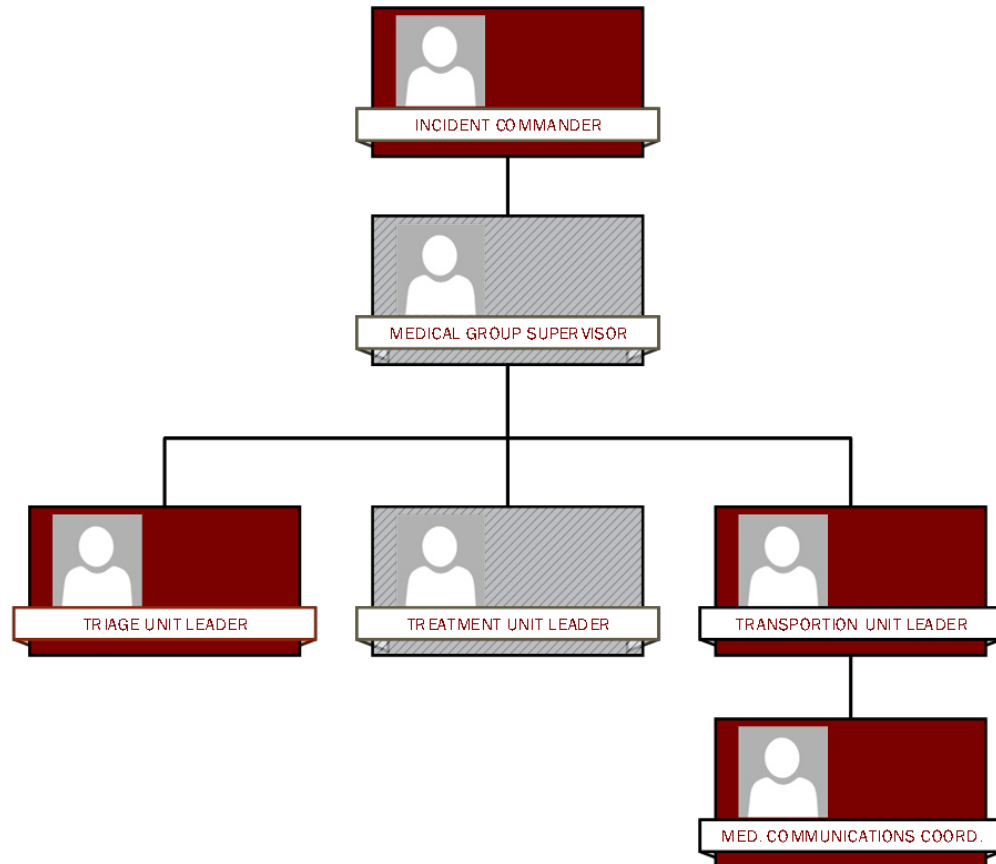 INCIDENT COMMANDER
MEDICAL GROUP SUPERVISOR
TRIAGE UNIT LEADER
TREATMENT UNIT LEADER
TRANSPORTION UNIT LEADER
MED. COMMUNICATIONS COORD.